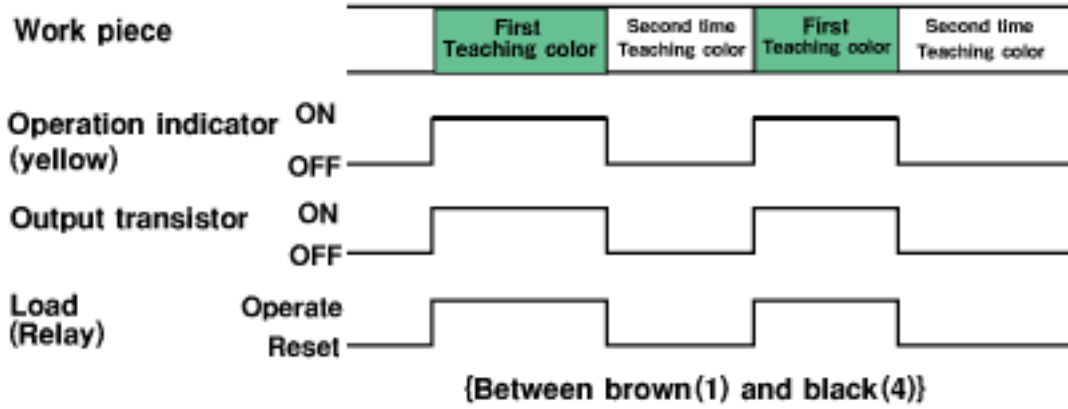 Work piece
First
Teaching color
Second time
Teaching color
First
Teaching color
Second time
Teaching color
Operation indicator
(yellow)
ON
OFF
Output transistor
ON
OFF
Load
(Relay)
Operate
Reset
{Between brown(1) and black(4)}